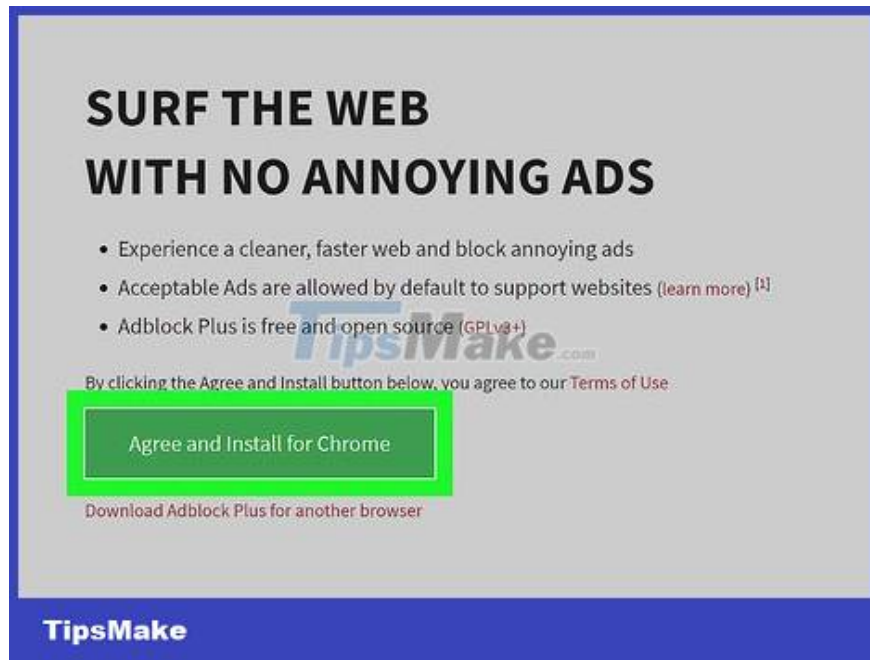 SURF THE WEB
WITH NO ANNOYING ADS
• Experience a cleaner, faster web and block annoying ads
• Acceptable Ads are allowed by default to support websites (learn more) [1]
• Adblock Plus is free and open source (GPLv3+)
TipsMake.com
By clicking the Agree and Install button below, you agree to our Terms of Use
Agree and Install for Chrome
Download Adblock Plus for another browser
TipsMake